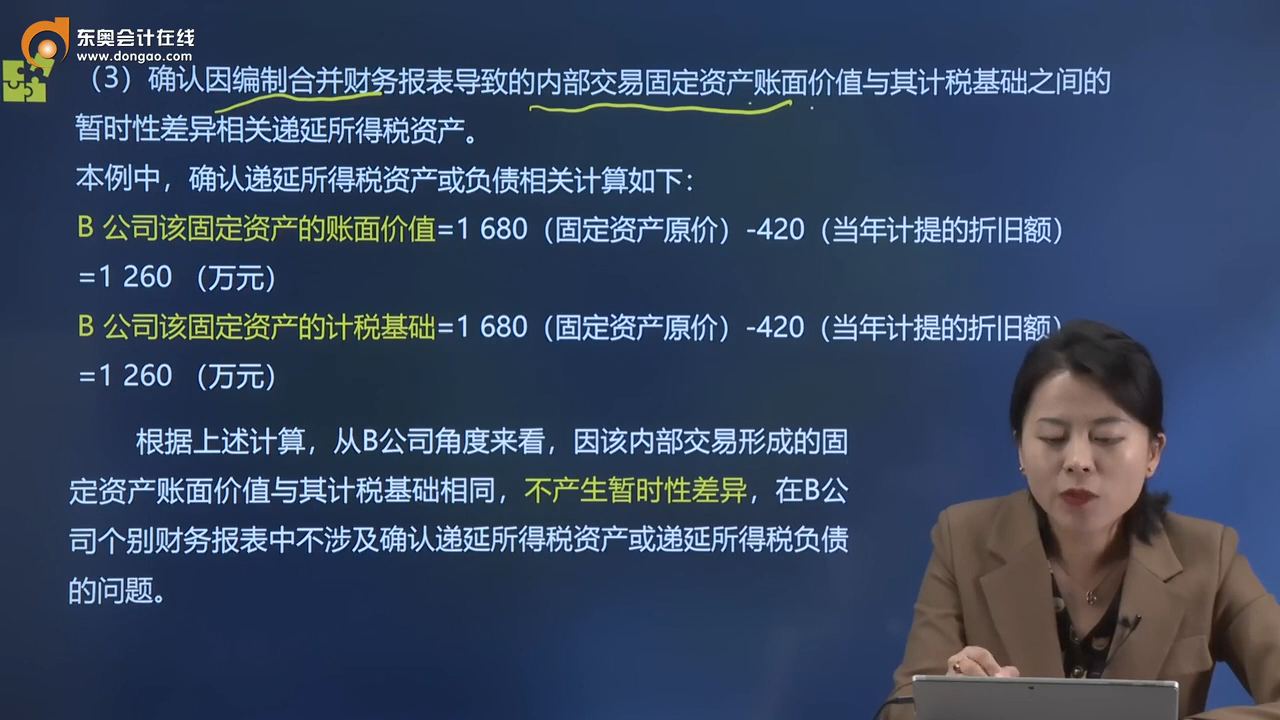 东奥会计在线
www.dongao.com
（3）确认因编制合并财务报表导致的内部交易固定资产账面价值与其计税基础之间的
暂时性差异相关递延所得税资产。
本例中，确认递延所得税资产或负债相关计算如下：
B 公司该固定资产的账面价值=1 680（固定资产原价）-420（当年计提的折旧额）
=1 260 （万元）
B 公司该固定资产的计税基础=1 680（固定资产原价）-420（当年计提的折旧额）
=1 260 （万元）
根据上述计算，从B公司角度来看，因该内部交易形成的固
定资产账面价值与其计税基础相同，不产生暂时性差异，在B公
司个别财务报表中不涉及确认递延所得税资产或递延所得税负债
的问题。